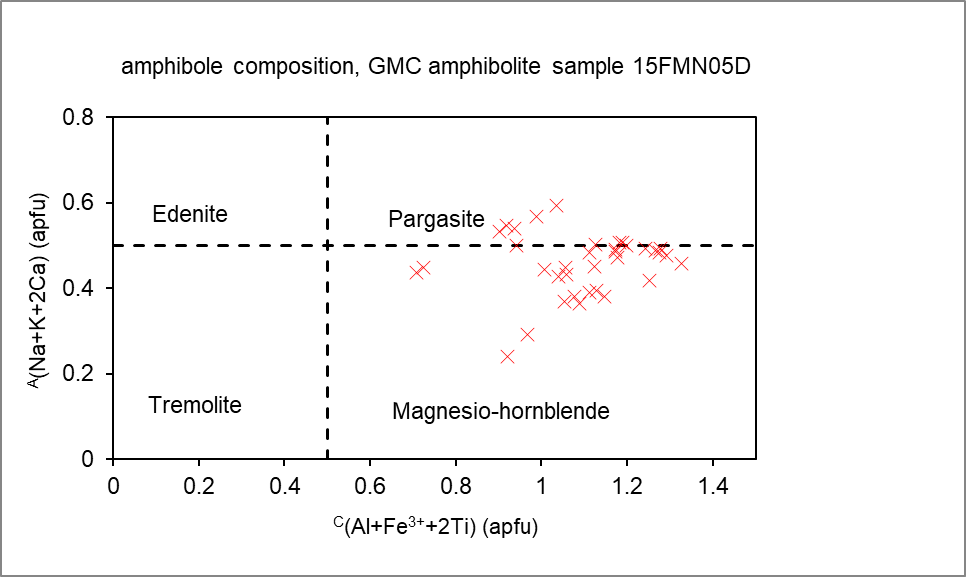 amphibole composition, GMC amphibolite sample 15FMN05D
0.8
0.6
0.4
0.2
0
ᴬ(Na+K+2Ca) (apfu)
Edenite
Pargasite
Tremolite
Magnesio-hornblende
0 0.2 0.4 0.6 0.8 1 1.2 1.4
ᶜ(Al+Fe³⁺+2Ti) (apfu)